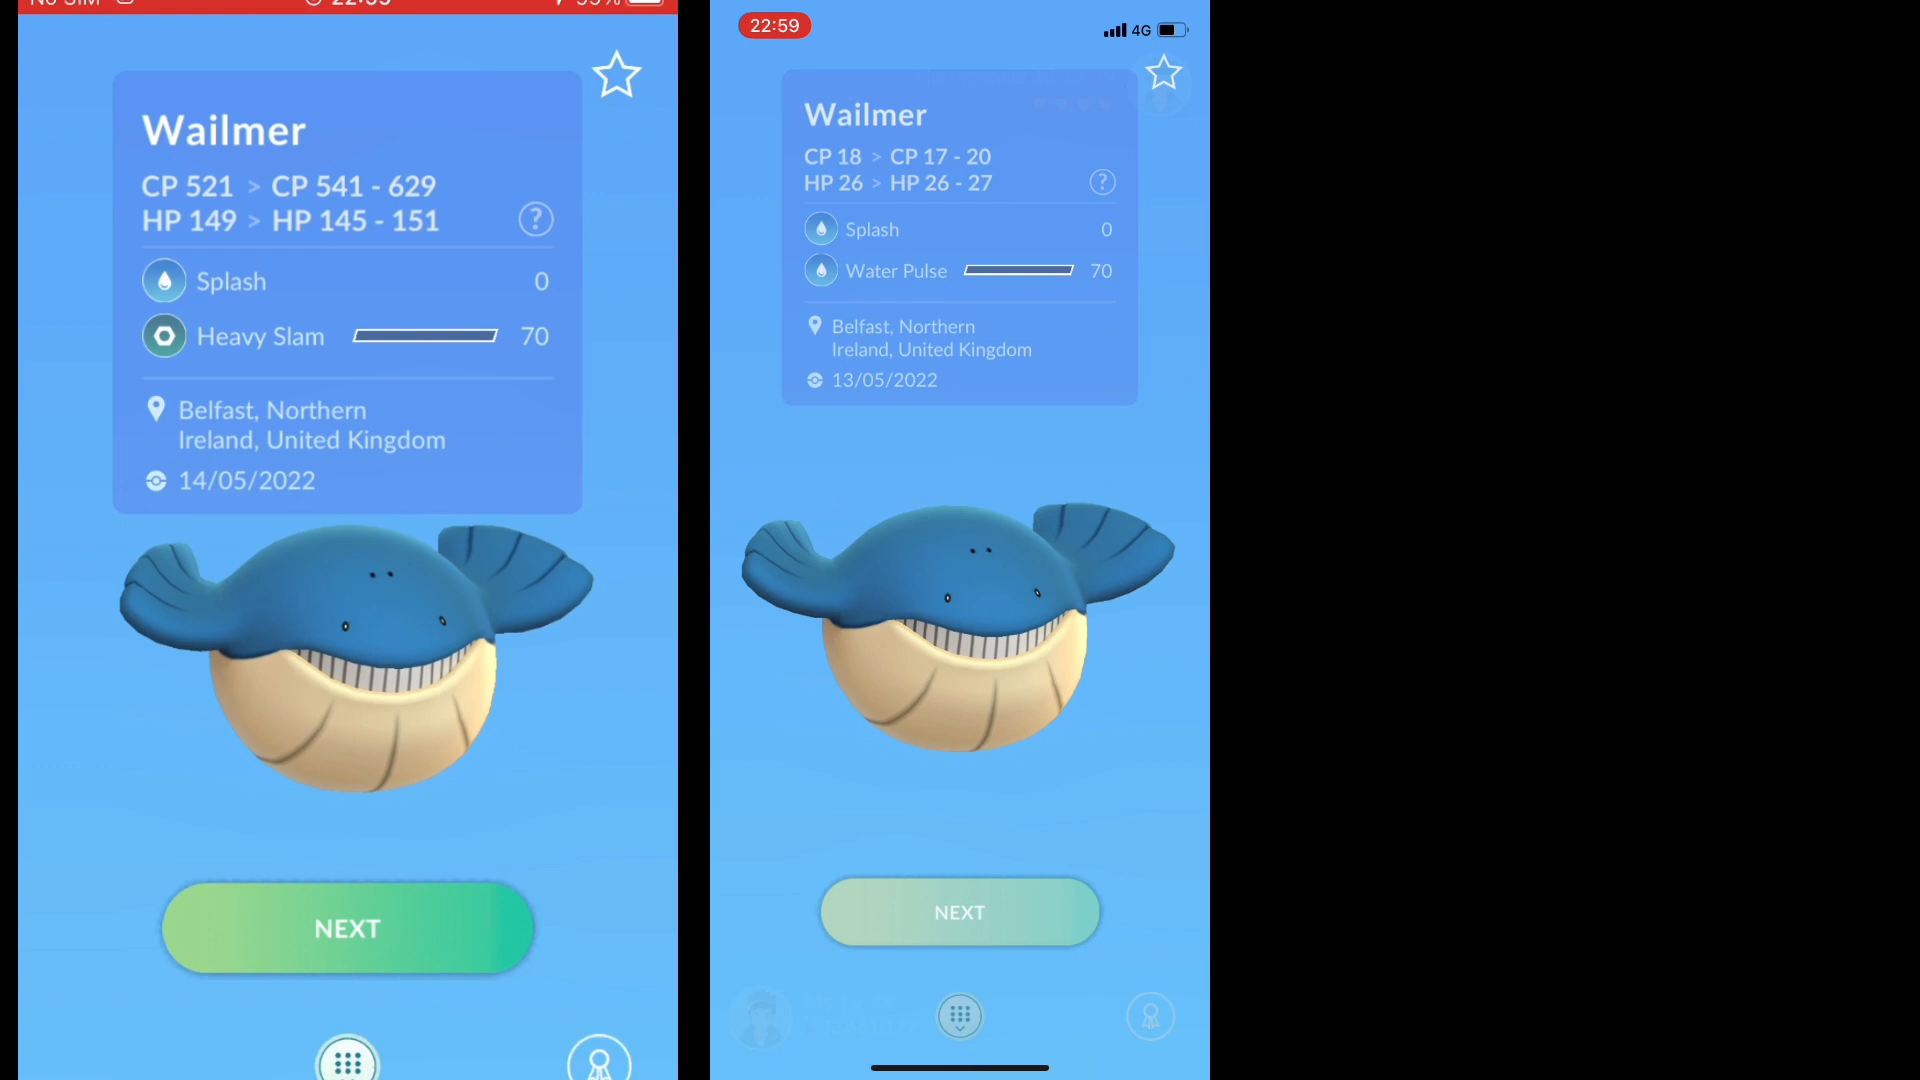 Wailmer
CP 521 > CP 541 - 629
HP 149 > HP 145 - 151
?
Splash 0
Heavy Slam 70
Belfast, Northern
Ireland, United Kingdom
14/05/2022
NEXT
22:59
4G
Wailmer
CP 18 > CP 17 - 20
HP 26 > HP 26 - 27
?
Splash 0
Water Pulse 70
Belfast, Northern
Ireland, United Kingdom
13/05/2022
NEXT